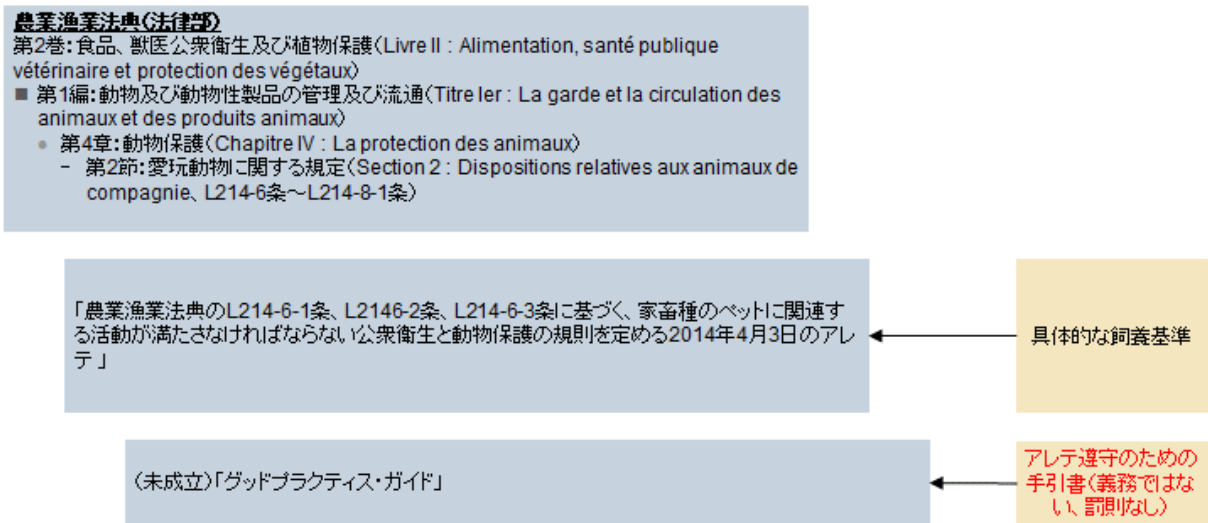 農業漁業法典(法律部)
第2巻:食品、獣医公衆衛生及び植物保護(Livre II : Alimentation, santé publique
vétérinaire et protection des végétaux)
■ 第1編:動物及び動物性製品の管理及び流通(Titre Ier : La garde et la circulation des
animaux et des produits animaux)
● 第4章:動物保護(Chapitre IV : La protection des animaux)
− 第2節:愛玩動物に関する規定(Section 2 : Dispositions relatives aux animaux de
compagnie、L214-6条～L214-8-1条)
「農業漁業法典のL214-6-1条、L2146-2条、L214-6-3条に基づく、家畜種のペットに関連す
る活動が満たさなければならない公衆衛生と動物保護の規則を定める2014年4月3日のアレ
テ」
具体的な飼養基準
(未成立)「グッドプラクティス・ガイド」
アレテ遵守のための
手引書(義務ではな
い、罰則なし)